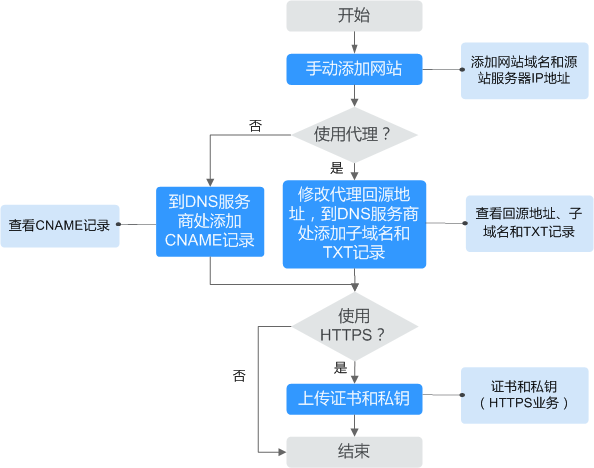 开始
手动添加网站
添加网站域名和源
站服务器IP地址
使用代理？
否
是
查看CNAME记录
到DNS服务
商处添加
CNAME记录
修改代理回源地
址，到DNS服务商
处添加子域名和
TXT记录
查看回源地址、子
域名和TXT记录
使用
HTTPS？
否
是
上传证书和私钥
证书和私钥
（HTTPS业务）
结束